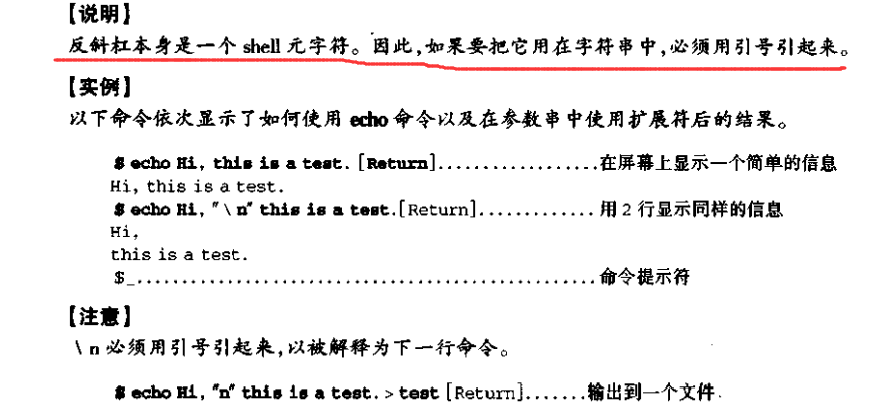 【说明】
反斜杠本身是一个 shell 元字符。因此,如果要把它用在字符串中,必须用引号引起来。
【实例】
以下命令依次显示了如何使用 echo 命令以及在参数串中使用扩展符后的结果。
$ echo Hi, this is a test. [Return]..................在屏幕上显示一个简单的信息
Hi, this is a test.
$ echo Hi, "\n" this is a test.[Return]............. 用 2 行显示同样的信息
Hi,
this is a test.
$_.................................................. 命令提示符
【注意】
\n 必须用引号引起来,以被解释为下一行命令。
$ echo Hi, "n" this is a test. > test [Return].......输出到一个文件.